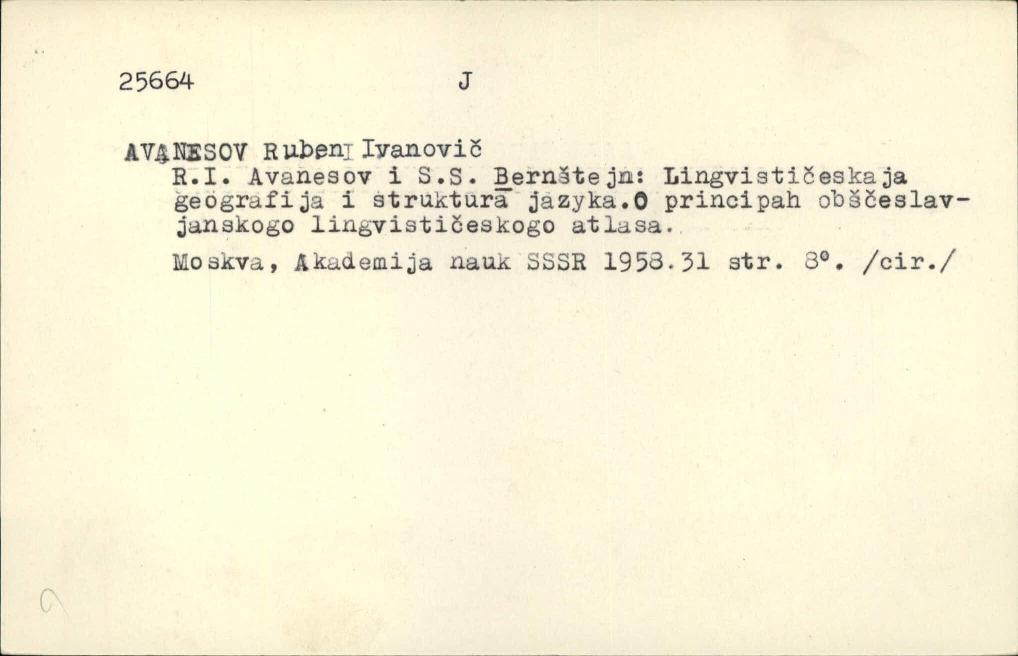 25664 J
AVANESOV Ruben Ivanovič
R.I. Avanesov i S.S. Bernštejn: Lingvističeskaja
geografija i struktura jazyka.O principah obščeslav-
janskogo lingvističeskogo atlasa.
Moskva, Akademija nauk SSSR 1958.31 str. 8°. /cir./